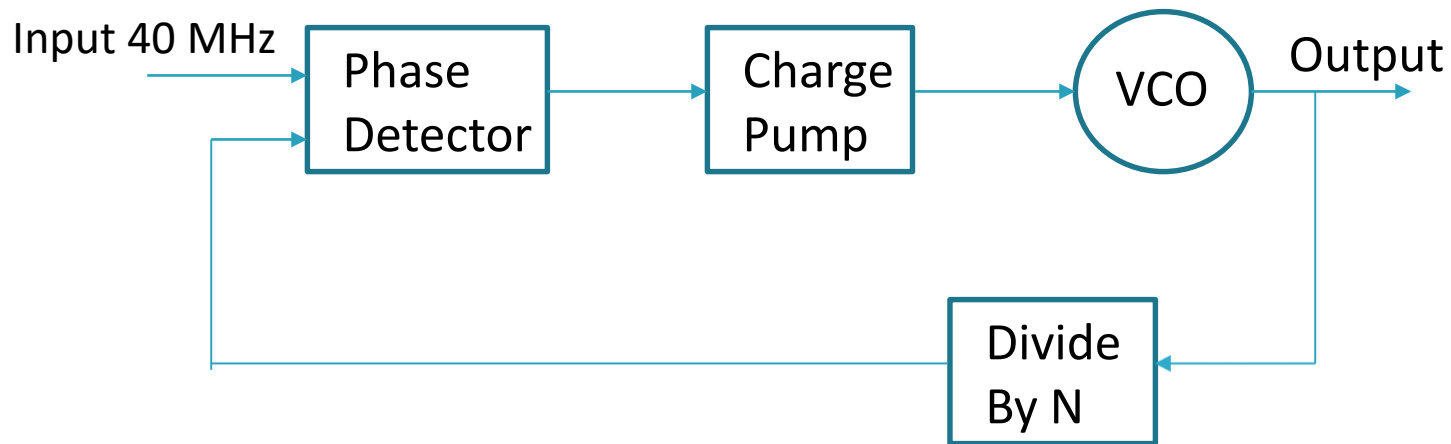 Input 40 MHz
Phase
Detector
Charge
Pump
VCO
Output
Divide
By N